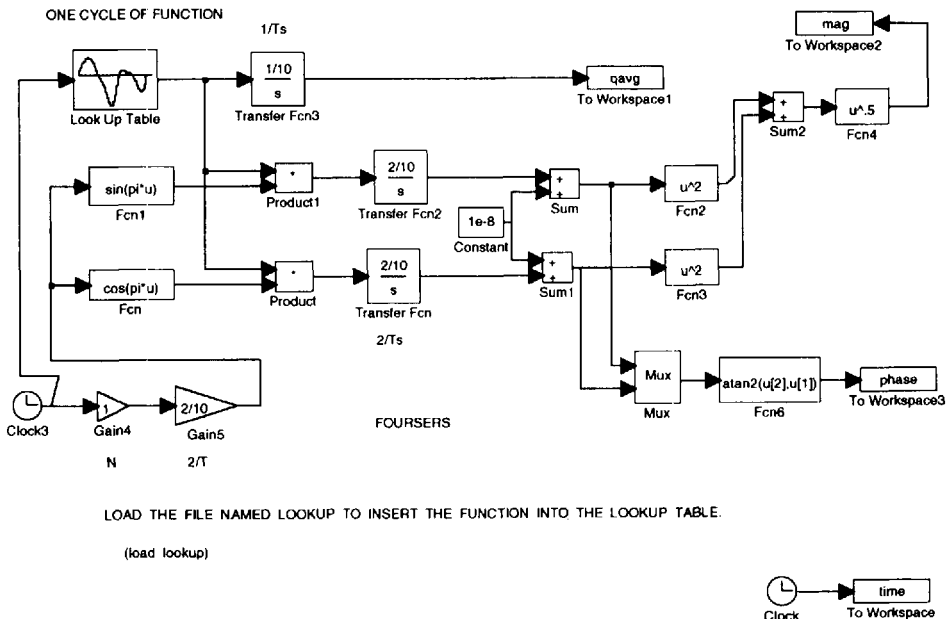 ONE CYCLE OF FUNCTION
mag
To Workspace2
1/Ts
1/10
s
Transfer Fcn3
Look Up Table
qavg
To Workspace1
+
+
Sum2
u^.5
Fcn4
sin(pi*u)
Fcn1
*
Product1
2/10
s
Transfer Fcn2
+
+
Sum
u^2
Fcn2
1e-8
Constant
cos(pi*u)
Fcn
*
Product
2/10
s
Transfer Fcn
+
+
Sum1
u^2
Fcn3
2/Ts
Mux
Mux
atan2(u[2],u[1])
Fcn6
phase
To Workspace3
Clock3
1
Gain4
2/10
Gain5
FOURSERS
N
2/T
LOAD THE FILE NAMED LOOKUP TO INSERT THE FUNCTION INTO THE LOOKUP TABLE.
(load lookup)
Clock
time
To Workspace